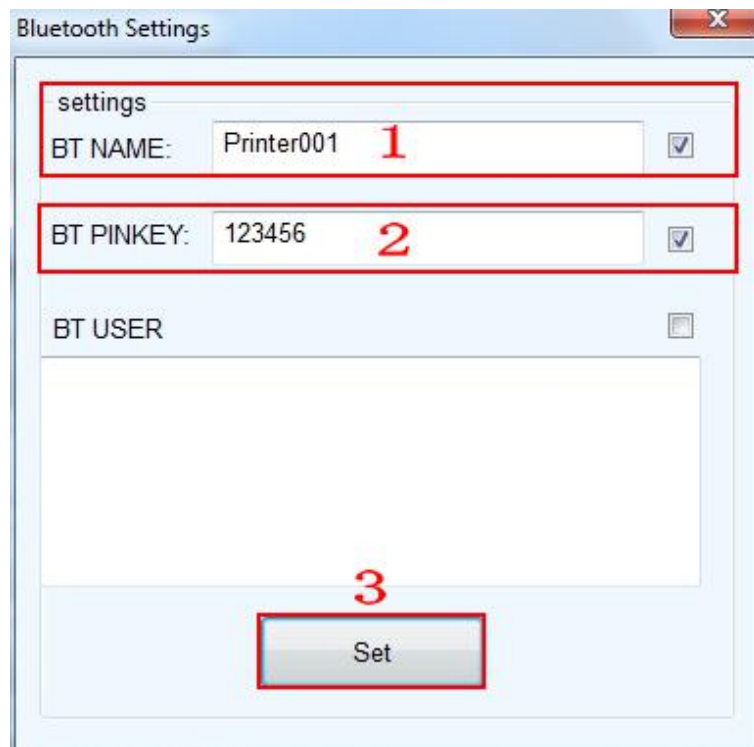 Bluetooth Settings
settings
BT NAME: Printer001 1
BT PINKEY: 123456 2
BT USER
3
Set